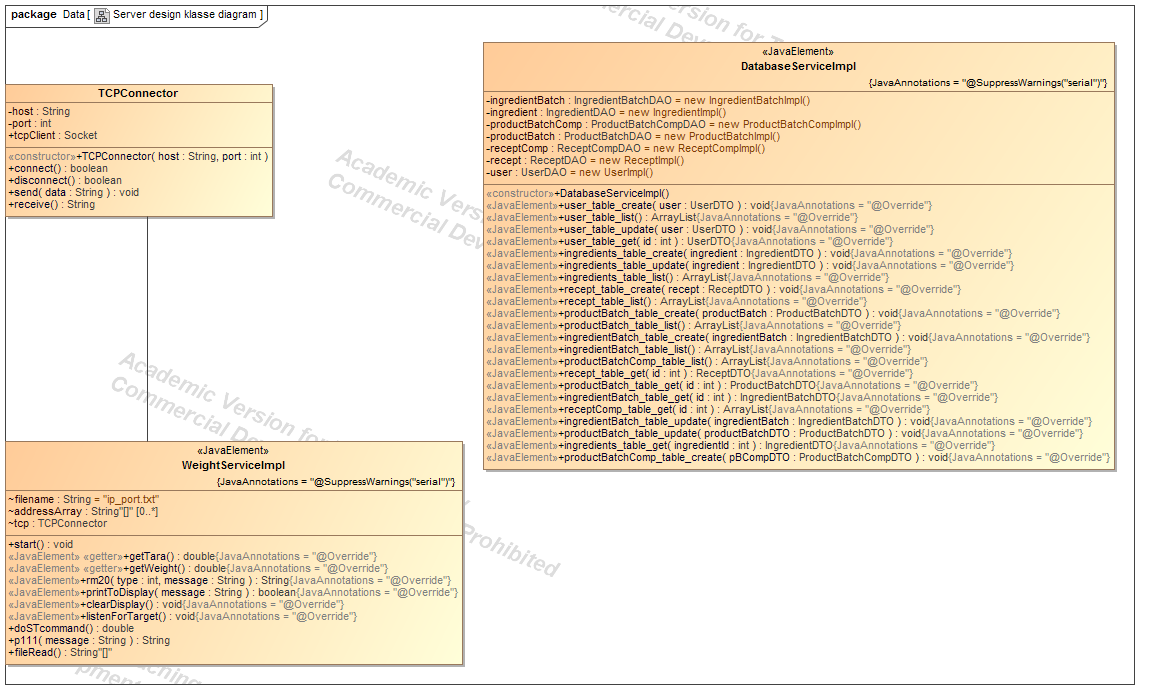 package Data [ Server design klasse diagram ]
TCPConnector
-host : String
-port : int
+tcpClient : Socket
«constructor»+TCPConnector( host : String, port : int )
+connect() : boolean
+disconnect() : boolean
+send( data : String ) : void
+receive() : String
«JavaElement»
DatabaseServiceImpl
{JavaAnnotations = "@SuppressWarnings("serial")"}
-ingredientBatch : IngredientBatchDAO = new IngredientBatchImpl()
-ingredient : IngredientDAO = new IngredientImpl()
-productBatchComp : ProductBatchCompDAO = new ProductBatchCompImpl()
-productBatch : ProductBatchDAO = new ProductBatchImpl()
-receptComp : ReceptCompDAO = new ReceptCompImpl()
-recept : ReceptDAO = new ReceptImpl()
-user : UserDAO = new UserImpl()
«constructor»+DatabaseServiceImpl()
«JavaElement»+user_table_create( user : UserDTO ) : void{JavaAnnotations = "@Override"}
«JavaElement»+user_table_list() : ArrayList{JavaAnnotations = "@Override"}
«JavaElement»+user_table_update( user : UserDTO ) : void{JavaAnnotations = "@Override"}
«JavaElement»+user_table_get( id : int ) : UserDTO{JavaAnnotations = "@Override"}
«JavaElement»+ingredients_table_create( ingredient : IngredientDTO ) : void{JavaAnnotations = "@Override"}
«JavaElement»+ingredients_table_update( ingredient : IngredientDTO ) : void{JavaAnnotations = "@Override"}
«JavaElement»+ingredients_table_list() : ArrayList{JavaAnnotations = "@Override"}
«JavaElement»+recept_table_create( recept : ReceptDTO ) : void{JavaAnnotations = "@Override"}
«JavaElement»+recept_table_list() : ArrayList{JavaAnnotations = "@Override"}
«JavaElement»+productBatch_table_create( productBatch : ProductBatchDTO ) : void{JavaAnnotations = "@Override"}
«JavaElement»+productBatch_table_list() : ArrayList{JavaAnnotations = "@Override"}
«JavaElement»+ingredientBatch_table_create( ingredientBatch : IngredientBatchDTO ) : void{JavaAnnotations = "@Override"}
«JavaElement»+ingredientBatch_table_list() : ArrayList{JavaAnnotations = "@Override"}
«JavaElement»+productBatchComp_table_list() : ArrayList{JavaAnnotations = "@Override"}
«JavaElement»+recept_table_get( id : int ) : ReceptDTO{JavaAnnotations = "@Override"}
«JavaElement»+productBatch_table_get( id : int ) : ProductBatchDTO{JavaAnnotations = "@Override"}
«JavaElement»+ingredientBatch_table_get( id : int ) : IngredientBatchDTO{JavaAnnotations = "@Override"}
«JavaElement»+receptComp_table_get( id : int ) : ArrayList{JavaAnnotations = "@Override"}
«JavaElement»+ingredientBatch_table_update( ingredientBatch : IngredientBatchDTO ) : void{JavaAnnotations = "@Override"}
«JavaElement»+productBatch_table_update( productBatchDTO : ProductBatchDTO ) : void{JavaAnnotations = "@Override"}
«JavaElement»+ingredients_table_get( ingredientId : int ) : IngredientDTO{JavaAnnotations = "@Override"}
«JavaElement»+productBatchComp_table_create( pBCompDTO : ProductBatchCompDTO ) : void{JavaAnnotations = "@Override"}
«JavaElement»
WeightServiceImpl
{JavaAnnotations = "@SuppressWarnings("serial")"}
~filename : String = "ip_port.txt"
~addressArray : String"[]" [0..*]
~tcp : TCPConnector
+start() : void
«JavaElement» «getter»+getTara() : double{JavaAnnotations = "@Override"}
«JavaElement» «getter»+getWeight() : double{JavaAnnotations = "@Override"}
«JavaElement»+rm20( type : int, message : String ) : String{JavaAnnotations = "@Override"}
«JavaElement»+printToDisplay( message : String ) : boolean{JavaAnnotations = "@Override"}
«JavaElement»+clearDisplay() : void{JavaAnnotations = "@Override"}
«JavaElement»+listenForTarget() : void{JavaAnnotations = "@Override"}
+doSTcommand() : double
+p111( message : String ) : String
+fileRead() : String"[]"
Academic Version for
Commercial
Academic
Commercial
Prohibited